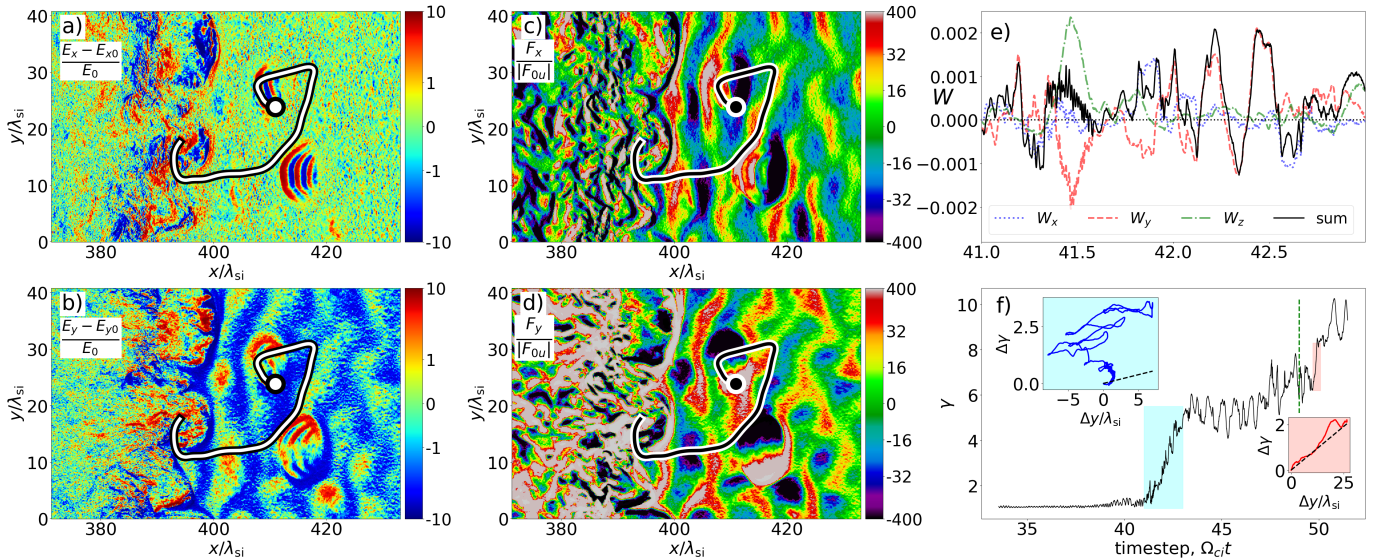 a)
E_x − E_x0
E_0
y/λ_si
40
30
20
10
0
380
400
420
x/λ_si
10
1
0
-1
-10
c)
F_x
|F_0u|
y/λ_si
40
30
20
10
0
380
400
420
x/λ_si
400
32
16
0
-16
-32
-400
e)
W
0.002
0.001
0.000
−0.001
−0.002
W_x
W_y
W_z
sum
41.0
41.5
42.0
42.5
b)
E_y − E_y0
E_0
y/λ_si
40
30
20
10
0
380
400
420
x/λ_si
10
1
0
-1
-10
d)
F_y
|F_0u|
y/λ_si
40
30
20
10
0
380
400
420
x/λ_si
400
32
16
0
-16
-32
-400
f)
γ
10
8
6
4
2
Δγ
2.5
0.0
−5
0
5
Δy/λ_si
Δγ
2
0
0
25
Δy/λ_si
35
40
45
50
timestep, Ω_ci t